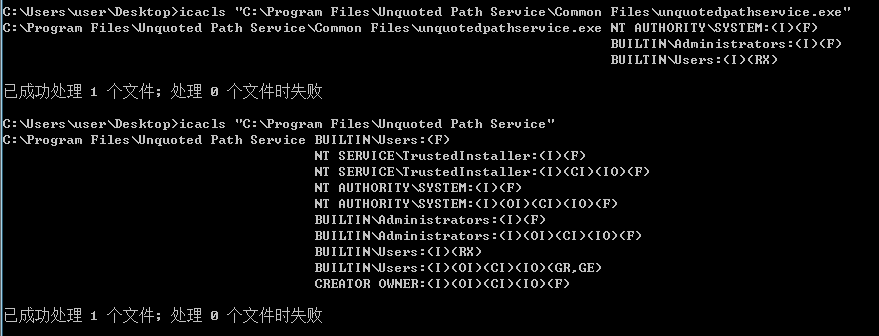 C:\Users\user\Desktop>icacls "C:\Program Files\Unquoted Path Service\Common Files\unquotedpathservice.exe"
C:\Program Files\Unquoted Path Service\Common Files\unquotedpathservice.exe NT AUTHORITY\SYSTEM:(I)(F)
BUILTIN\Administrators:(I)(F)
BUILTIN\Users:(I)(RX)
已成功处理 1 个文件; 处理 0 个文件时失败
C:\Users\user\Desktop>icacls "C:\Program Files\Unquoted Path Service"
C:\Program Files\Unquoted Path Service BUILTIN\Users:(F)
NT SERVICE\TrustedInstaller:(I)(F)
NT SERVICE\TrustedInstaller:(I)(CI)(IO)(F)
NT AUTHORITY\SYSTEM:(I)(F)
NT AUTHORITY\SYSTEM:(I)(OI)(CI)(IO)(F)
BUILTIN\Administrators:(I)(F)
BUILTIN\Administrators:(I)(OI)(CI)(IO)(F)
BUILTIN\Users:(I)(RX)
BUILTIN\Users:(I)(OI)(CI)(IO)(GR,GE)
CREATOR OWNER:(I)(OI)(CI)(IO)(F)
已成功处理 1 个文件; 处理 0 个文件时失败